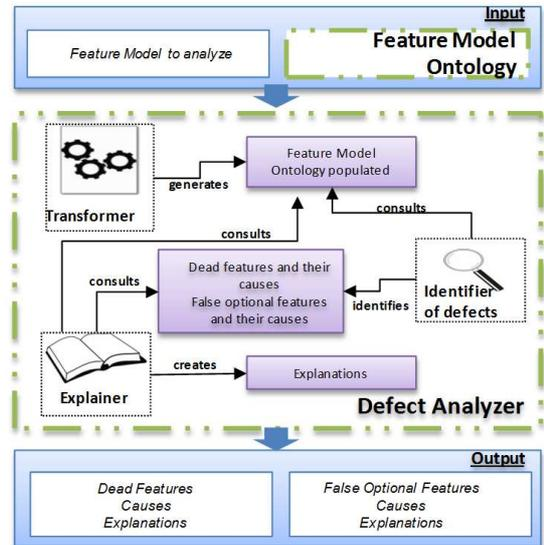 Input
Feature Model to analyze
Feature Model
Ontology
Transformer
generates
Feature Model
Ontology populated
consults
consults
consults
Dead features and their
causes
False optional features
and their causes
identifies
Identifier
of defects
Explainer
creates
Explanations
Defect Analyzer
Output
Dead Features
Causes
Explanations
False Optional Features
Causes
Explanations